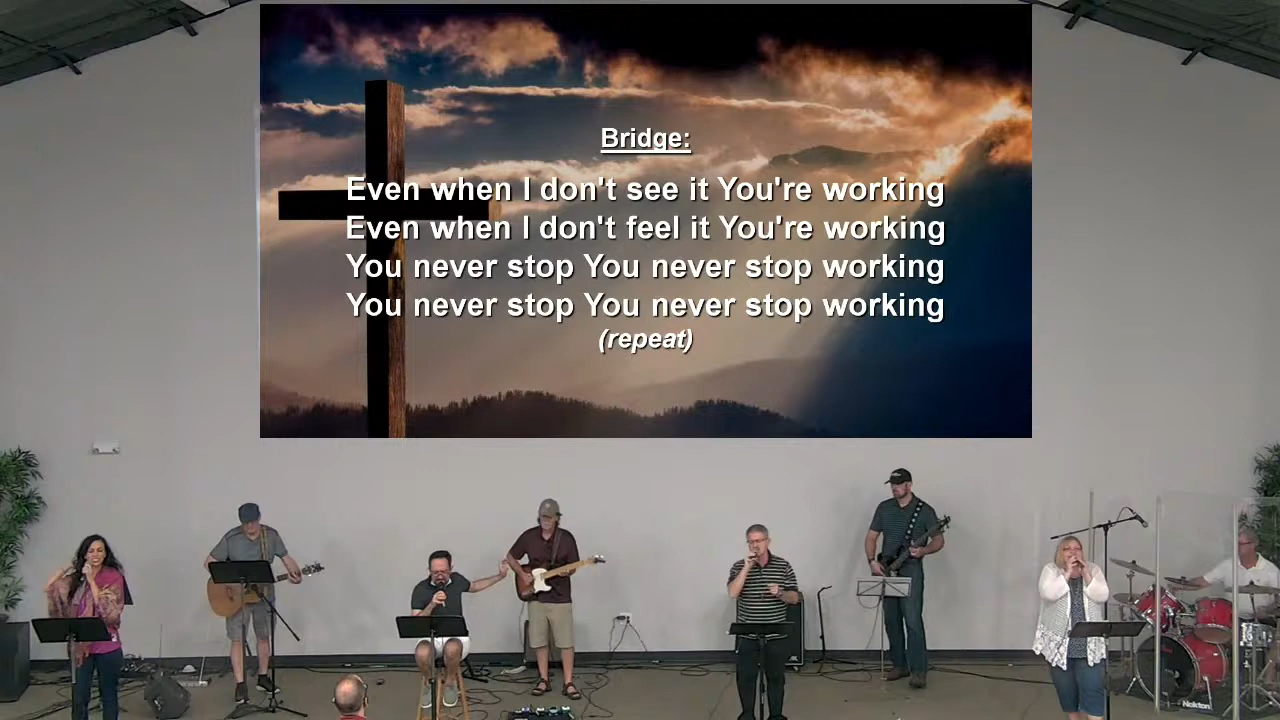 Bridge:
Even when I don't see it You're working
Even when I don't feel it You're working
You never stop You never stop working
You never stop You never stop working
(repeat)